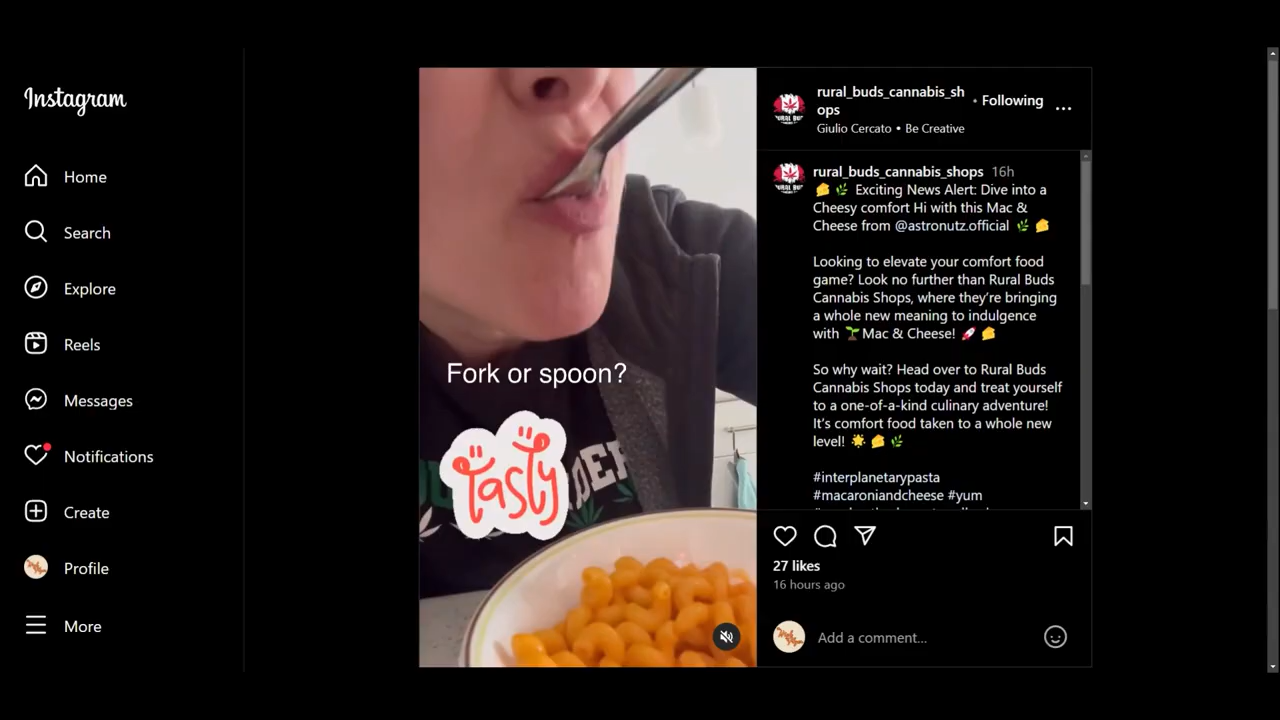 Instagram
Home
Search
Explore
Reels
Messages
Notifications
Create
Profile
More
Fork or spoon?
tasty
rural_buds_cannabis_sh
ops
• Following
Giulio Cercato • Be Creative
rural_buds_cannabis_shops 16h
🧀 🌿 Exciting News Alert: Dive into a
Cheesy comfort Hi with this Mac &
Cheese from @astronutz.official 🌿 🧀
Looking to elevate your comfort food
game? Look no further than Rural Buds
Cannabis Shops, where they're bringing
a whole new meaning to indulgence
with 🌱Mac & Cheese! 🚀 🧀
So why wait? Head over to Rural Buds
Cannabis Shops today and treat yourself
to a one-of-a-kind culinary adventure!
It's comfort food taken to a whole new
level! 🌟 🧀 🌿
#interplanetarypasta
#macaroniandcheese #yum
27 likes
16 hours ago
Add a comment...